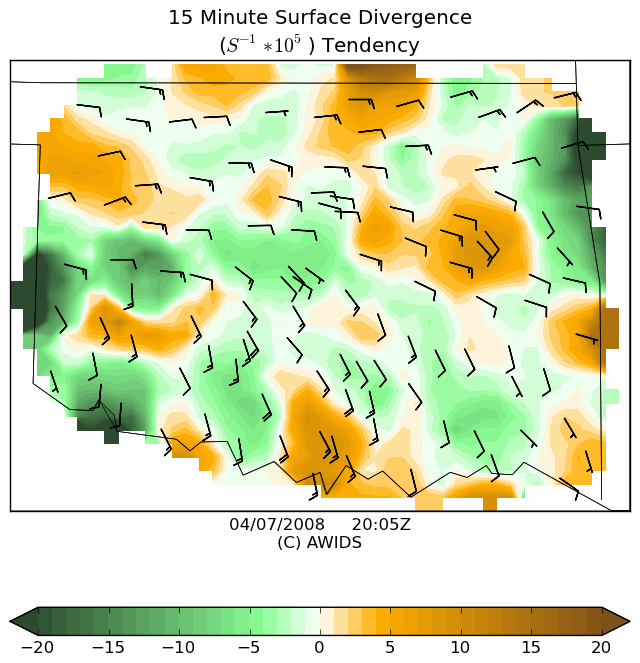 15 Minute Surface Divergence
(S⁻¹ *10⁵ ) Tendency
04/07/2008 20:05Z
(C) AWIDS
−20 −15 −10 −5 0 5 10 15 20